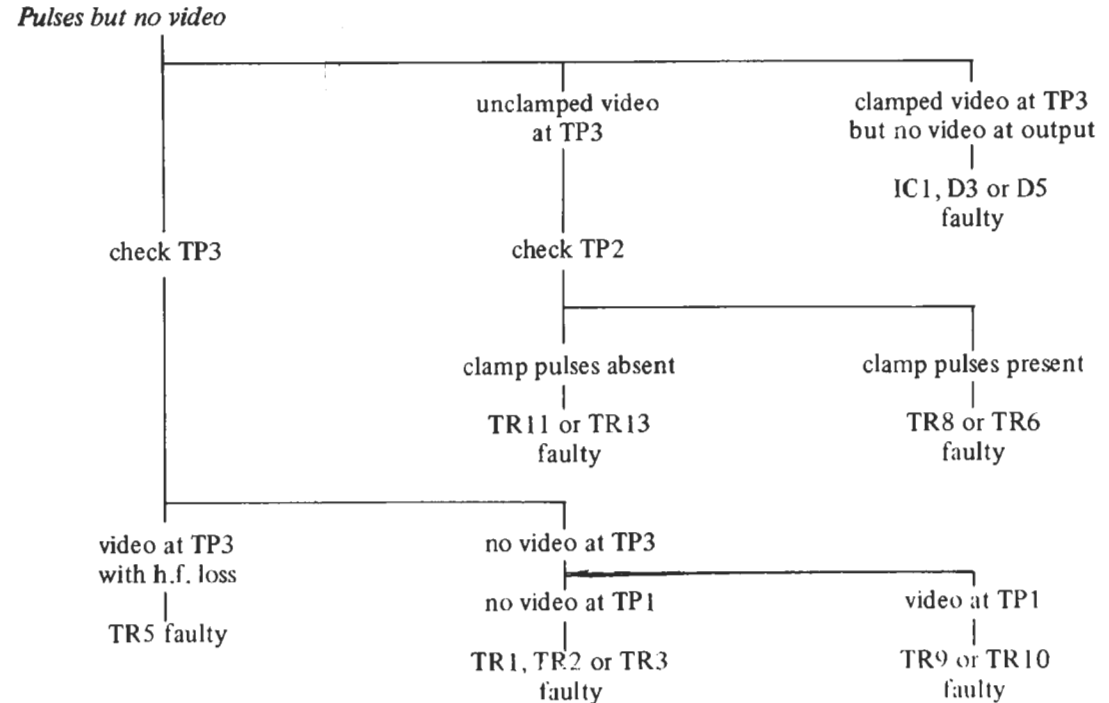 Pulses but no video
unclamped video
at TP3
clamped video at TP3
but no video at output
IC1, D3 or D5
faulty
check TP3
check TP2
clamp pulses absent
TR11 or TR13
faulty
clamp pulses present
TR8 or TR6
faulty
video at TP3
with h.f. loss
TR5 faulty
no video at TP3
no video at TP1
TR1, TR2 or TR3
faulty
video at TP1
TR9 or TR10
faulty